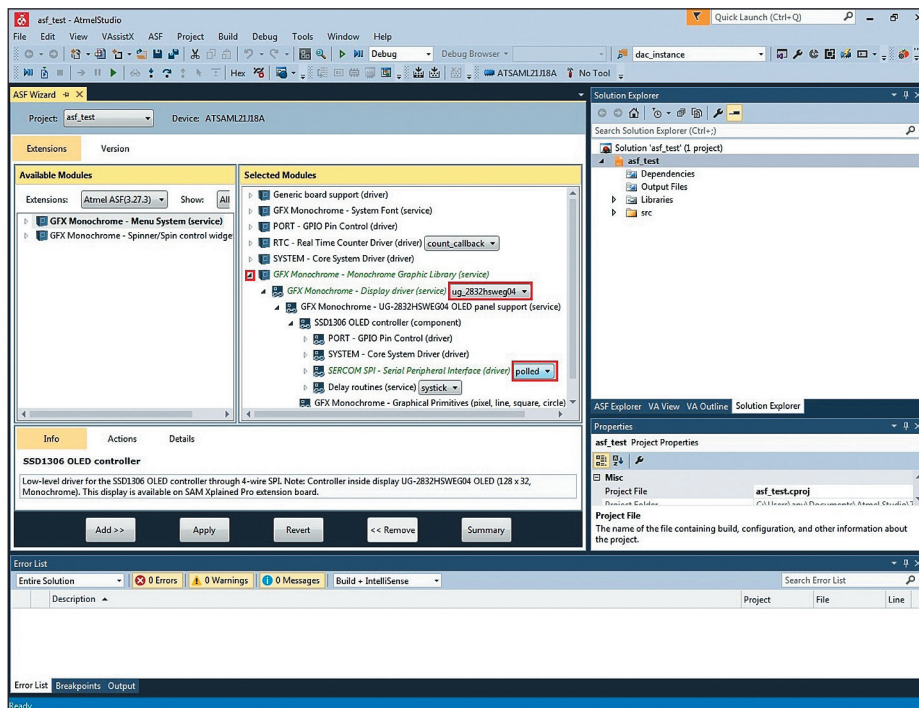 asf_test - AtmelStudio
Quick Launch (Ctrl+Q)
File Edit View VAssistX ASF Project Build Debug Tools Window Help
Debug
Debug Browser
dac_instance
Hex
ATSAML21J18A
No Tool
ASF Wizard
Project: asf_test
Device: ATSAML21J18A
Extensions
Version
Available Modules
Extensions: Atmel ASF(3.27.3) Show: All
GFX Monochrome - Menu System (service)
GFX Monochrome - Spinner/Spin control widge
Selected Modules
Generic board support (driver)
GFX Monochrome - System Font (service)
PORT - GPIO Pin Control (driver)
RTC - Real Time Counter Driver (driver) count_callback
SYSTEM - Core System Driver (driver)
GFX Monochrome - Monochrome Graphic Library (service)
GFX Monochrome - Display driver (service) ug_2832hsweg04
GFX Monochrome - UG-2832HSWEG04 OLED panel support (service)
SSD1306 OLED controller (component)
PORT - GPIO Pin Control (driver)
SYSTEM - Core System Driver (driver)
SERCOM SPI - Serial Peripheral Interface (driver) polled
Delay routines (service) systick
GFX Monochrome - Graphical Primitives (pixel, line, square, circle)
Info
Actions
Details
SSD1306 OLED controller
Low-level driver for the SSD1306 OLED controller through 4-wire SPI. Note: Controller inside display UG-2832HSWEG04 OLED (128 x 32,
Monochrome). This display is available on SAM Xplained Pro extension board.
Add >>
Apply
Revert
<< Remove
Summary
Solution Explorer
Search Solution Explorer (Ctrl+;)
Solution 'asf_test' (1 project)
asf_test
Dependencies
Output Files
Libraries
src
ASF Explorer VA View VA Outline Solution Explorer
Properties
asf_test Project Properties
Misc
Project File asf_test.cproj
Project Folder
Project File
The name of the file containing build, configuration, and other information about
the project.
Error List
Entire Solution
0 Errors
0 Warnings
0 Messages
Build + IntelliSense
Search Error List
Description
Project
File
Line
Error List Breakpoints Output
Ready